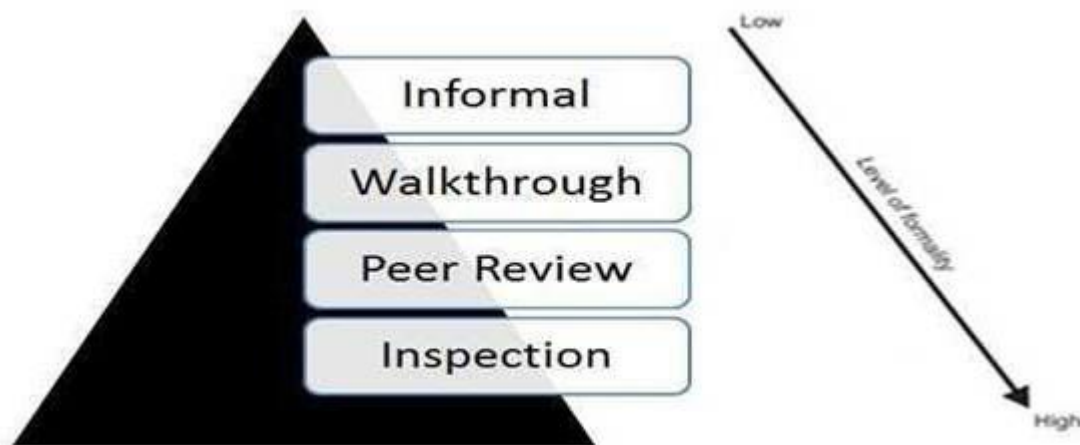 Low
Informal
Walkthrough
Peer Review
Inspection
Level of formality
High